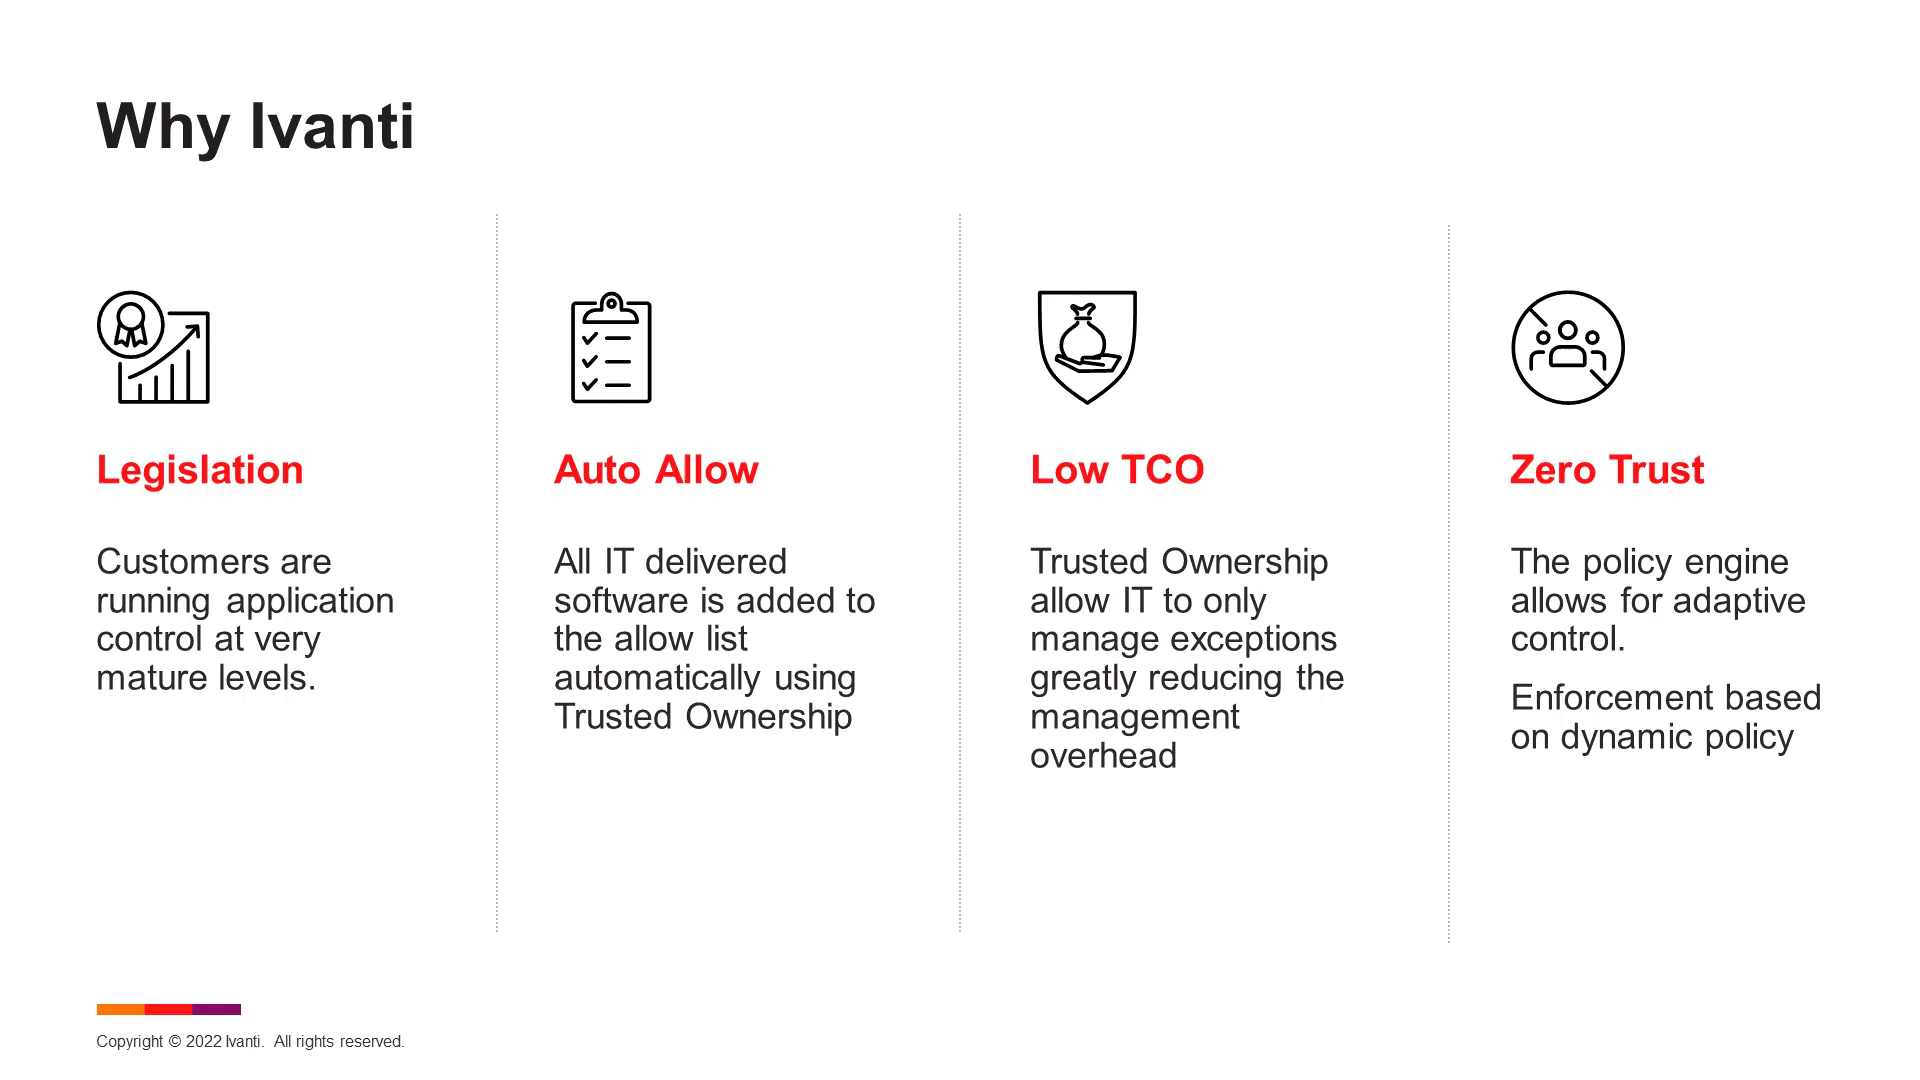 Why Ivanti
Legislation
Customers are
running application
control at very
mature levels.
Auto Allow
All IT delivered
software is added to
the allow list
automatically using
Trusted Ownership
Low TCO
Trusted Ownership
allow IT to only
manage exceptions
greatly reducing the
management
overhead
Zero Trust
The policy engine
allows for adaptive
control.
Enforcement based
on dynamic policy
Copyright © 2022 Ivanti. All rights reserved.